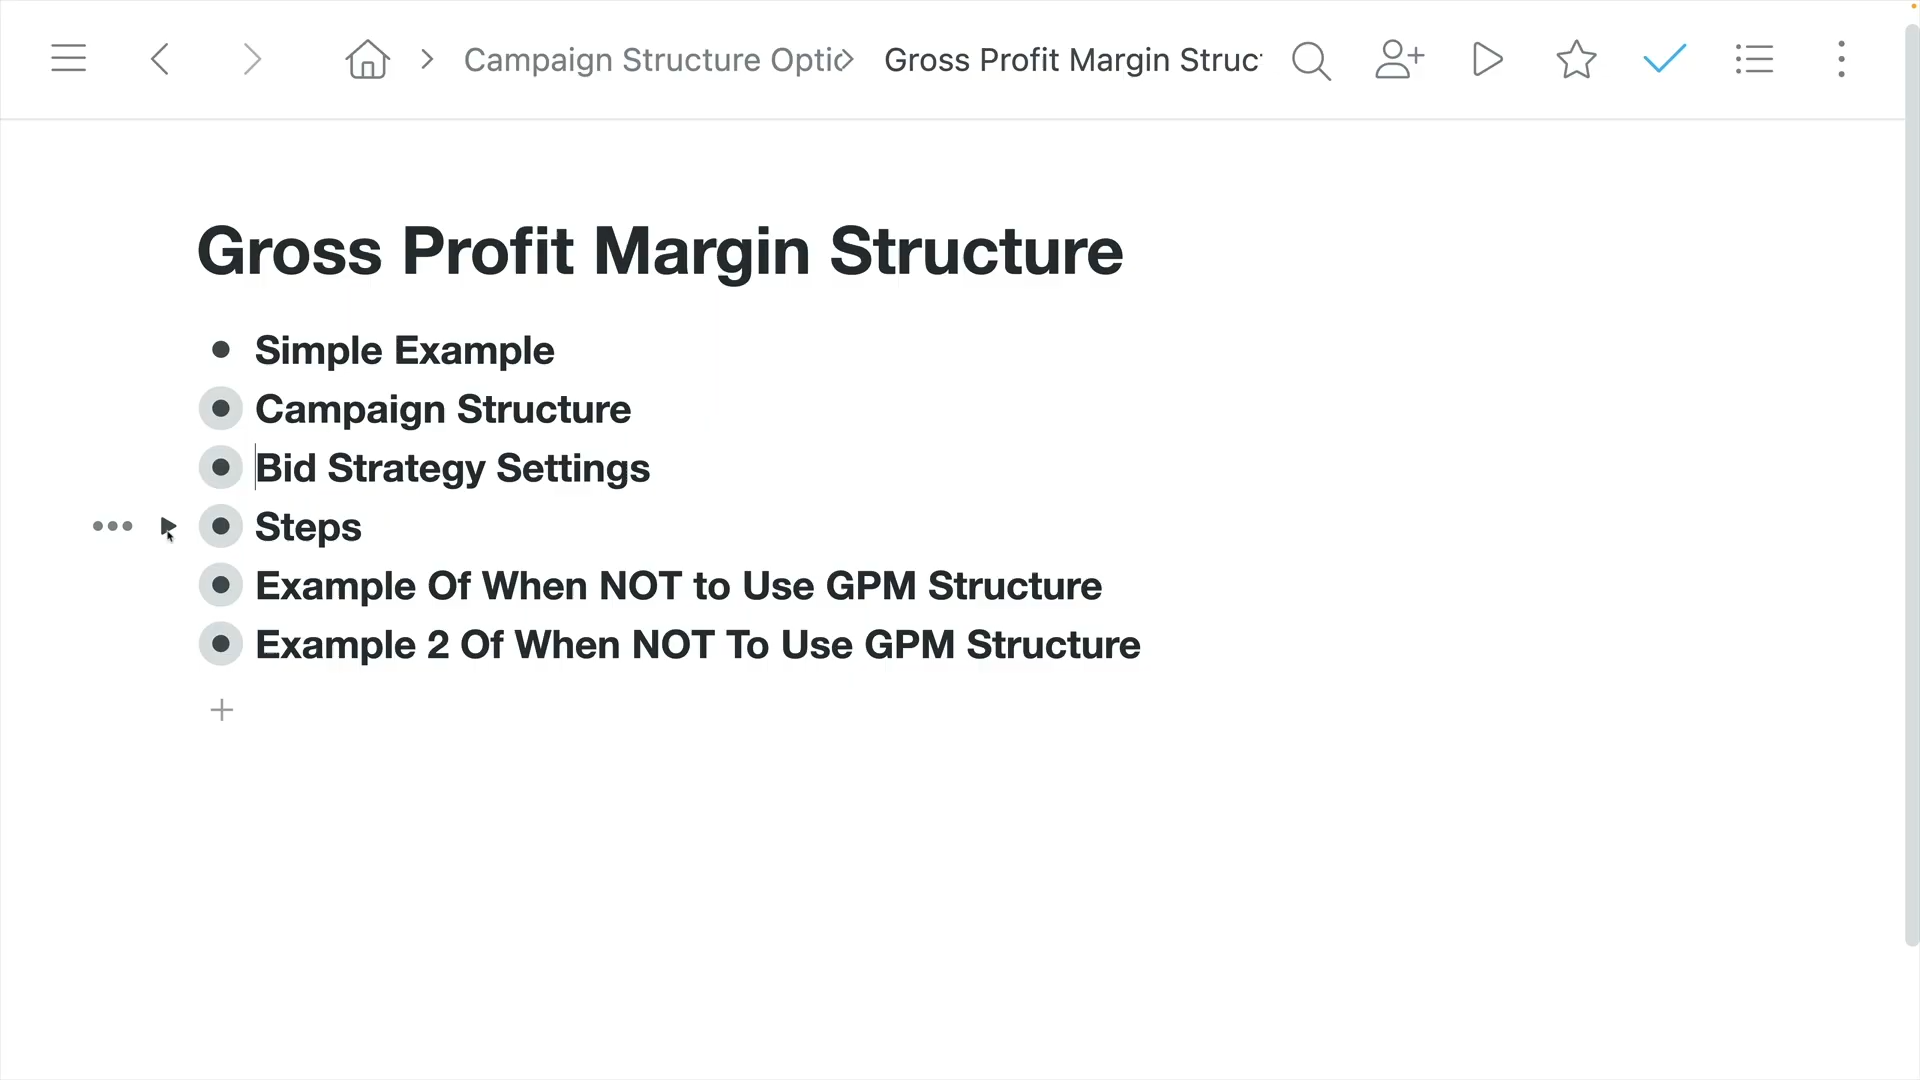 Campaign Structure Optic
Gross Profit Margin Struc
Gross Profit Margin Structure
Simple Example
Campaign Structure
Bid Strategy Settings
Steps
Example Of When NOT to Use GPM Structure
Example 2 Of When NOT To Use GPM Structure